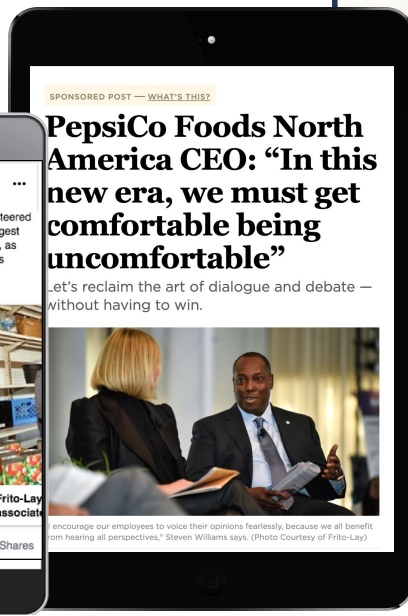 SPONSORED POST — WHAT'S THIS?
PepsiCo Foods North
America CEO: “In this
new era, we must get
comfortable being
uncomfortable”
Let’s reclaim the art of dialogue and debate —
without having to win.
encourage our employees to voice their opinions fearlessly, because we all benefit
from hearing all perspectives," Steven Williams says. (Photo Courtesy of Frito-Lay)
...
teered
gest
, as
s
Frito-Lay
associate
Shares